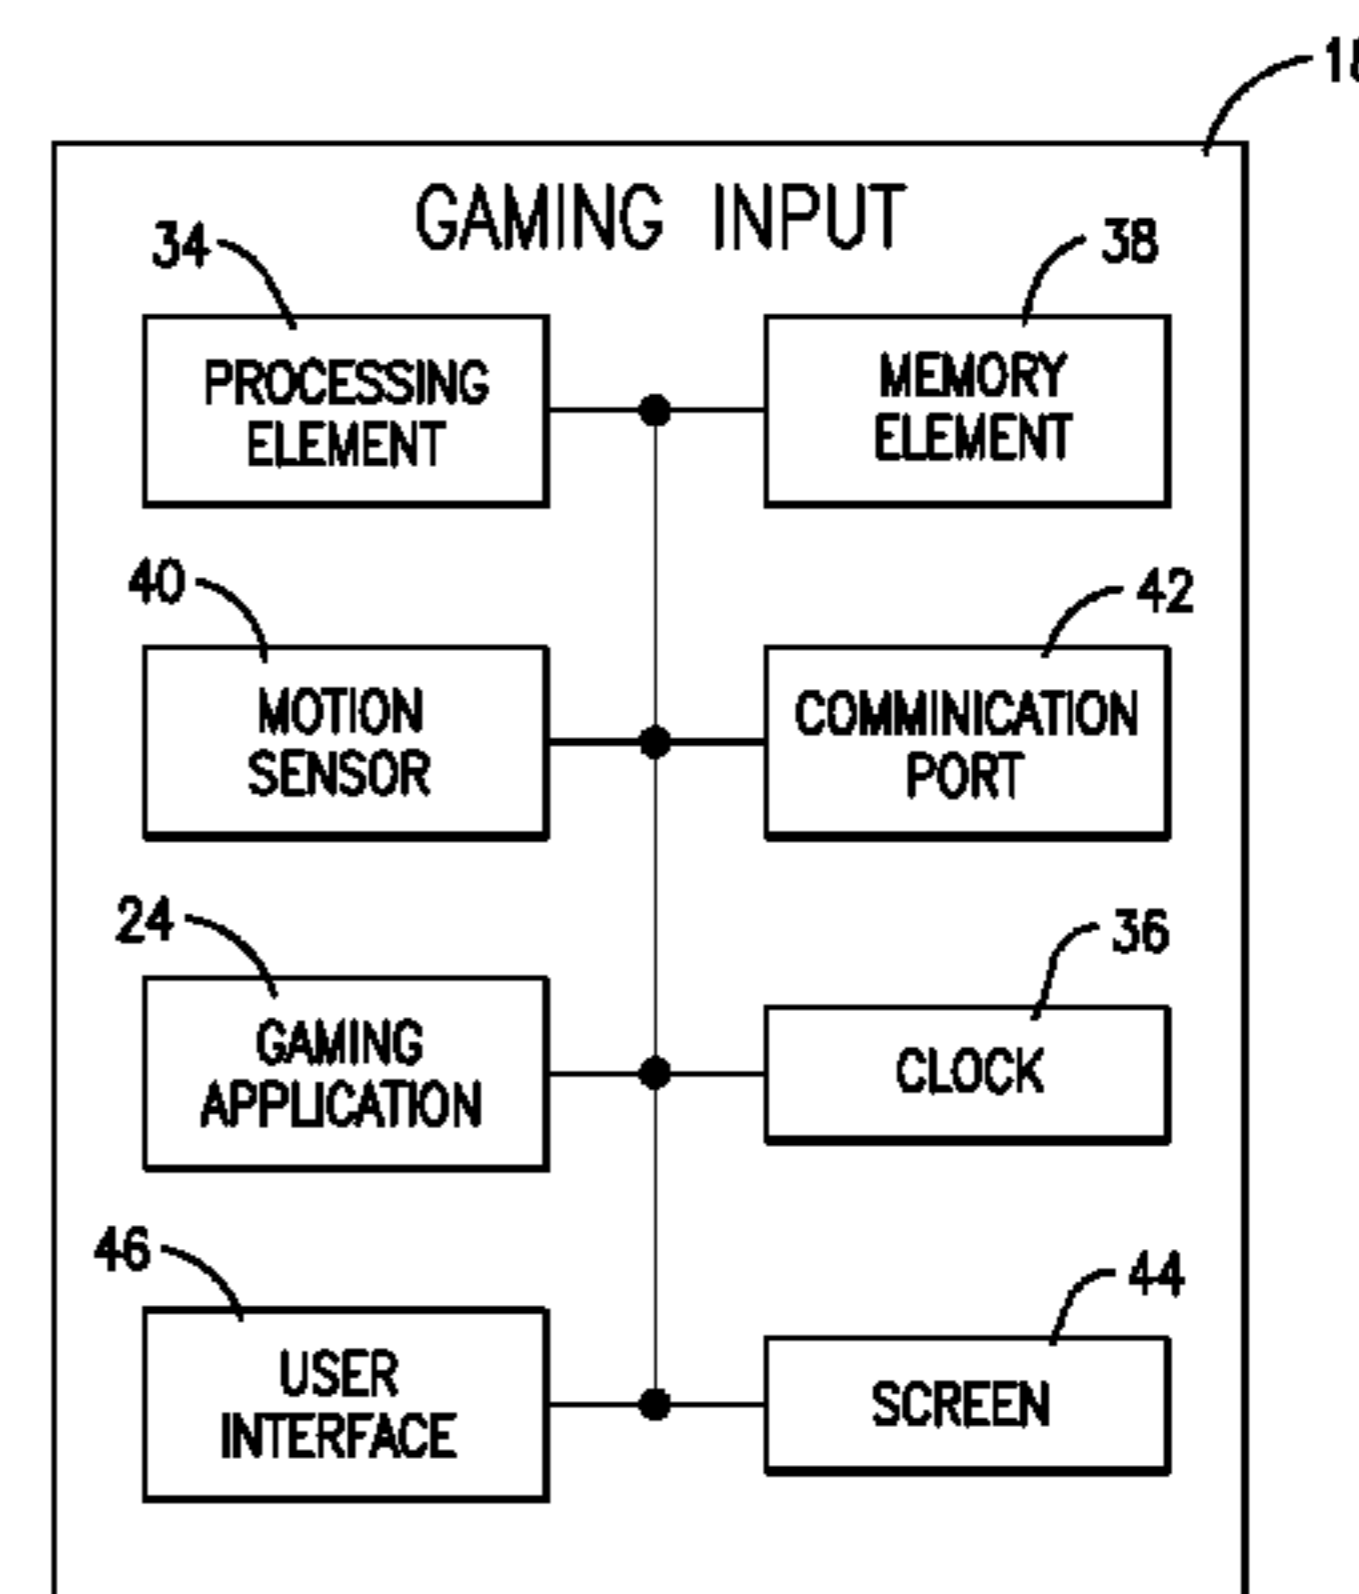 GAMING INPUT
34
38
PROCESSING
ELEMENT
MEMORY
ELEMENT
40
42
MOTION
SENSOR
COMMINICATION
PORT
24
36
GAMING
APPLICATION
CLOCK
46
44
USER
INTERFACE
SCREEN